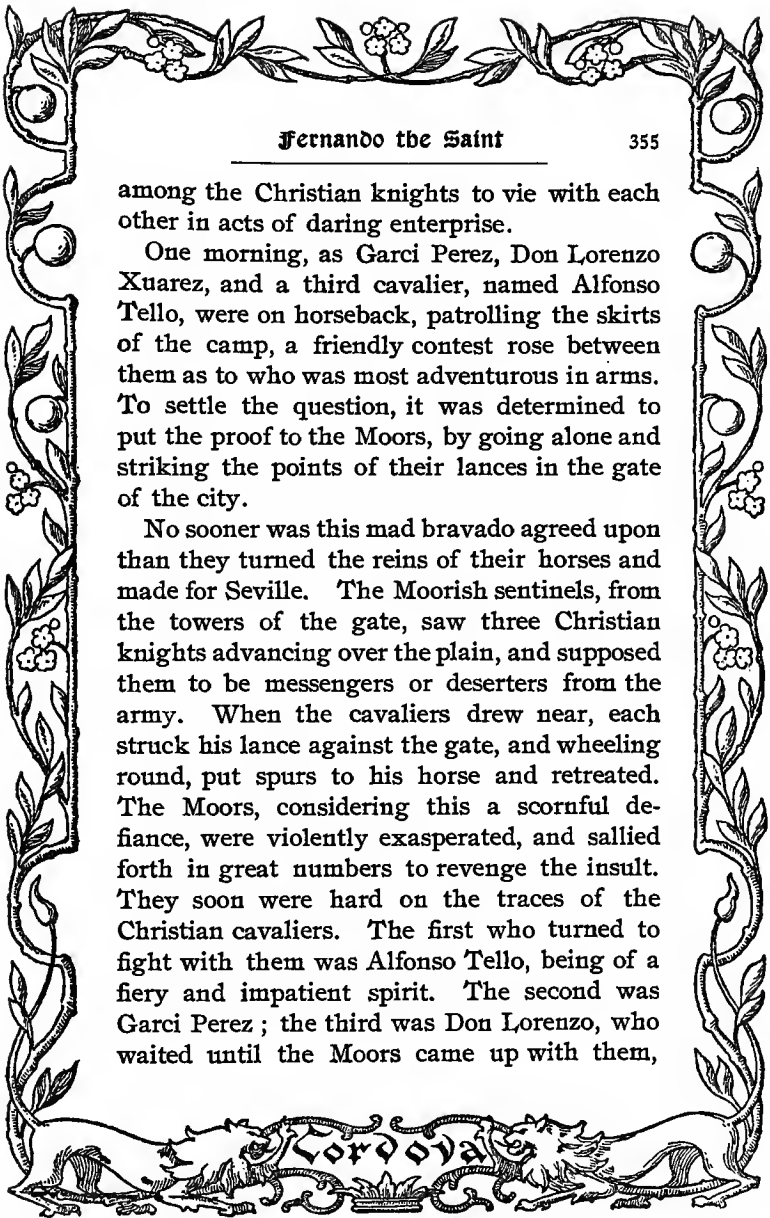 Fernando the Saint 355
among the Christian knights to vie with each
other in acts of daring enterprise.
One morning, as Garci Perez, Don Lorenzo
Xuarez, and a third cavalier, named Alfonso
Tello, were on horseback, patrolling the skirts
of the camp, a friendly contest rose between
them as to who was most adventurous in arms.
To settle the question, it was determined to
put the proof to the Moors, by going alone and
striking the points of their lances in the gate
of the city.
No sooner was this mad bravado agreed upon
than they turned the reins of their horses and
made for Seville. The Moorish sentinels, from
the towers of the gate, saw three Christian
knights advancing over the plain, and supposed
them to be messengers or deserters from the
army. When the cavaliers drew near, each
struck his lance against the gate, and wheeling
round, put spurs to his horse and retreated.
The Moors, considering this a scornful de-
fiance, were violently exasperated, and sallied
forth in great numbers to revenge the insult.
They soon were hard on the traces of the
Christian cavaliers. The first who turned to
fight with them was Alfonso Tello, being of a
fiery and impatient spirit. The second was
Garci Perez ; the third was Don Lorenzo, who
waited until the Moors came up with them,
Cordova